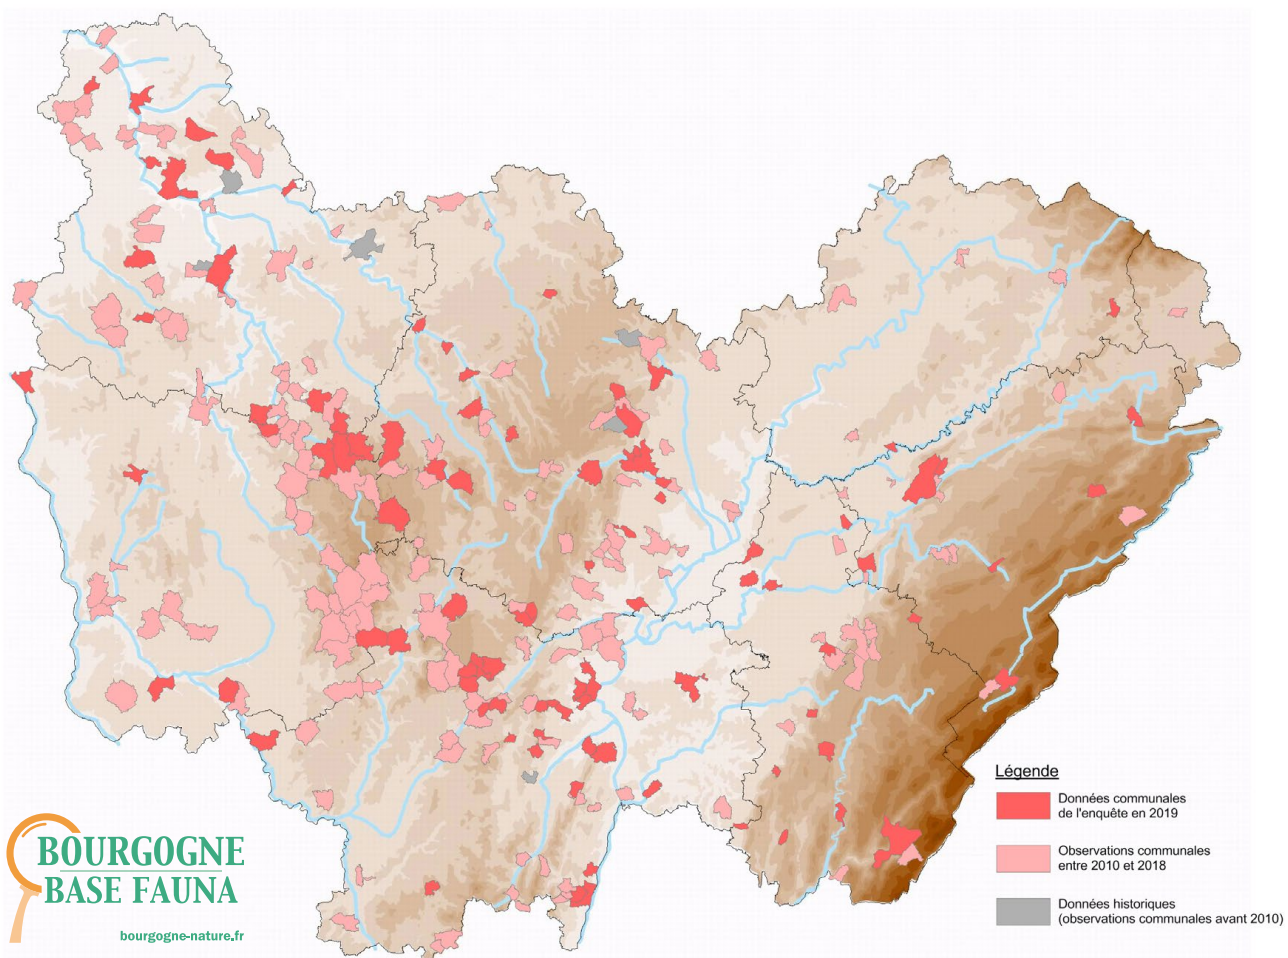 Légende
Données communales
de l'enquête en 2019
Observations communales
entre 2010 et 2018
Données historiques
(observations communales avant 2010)
BOURGOGNE
BASE FAUNA
bourgogne-nature.fr